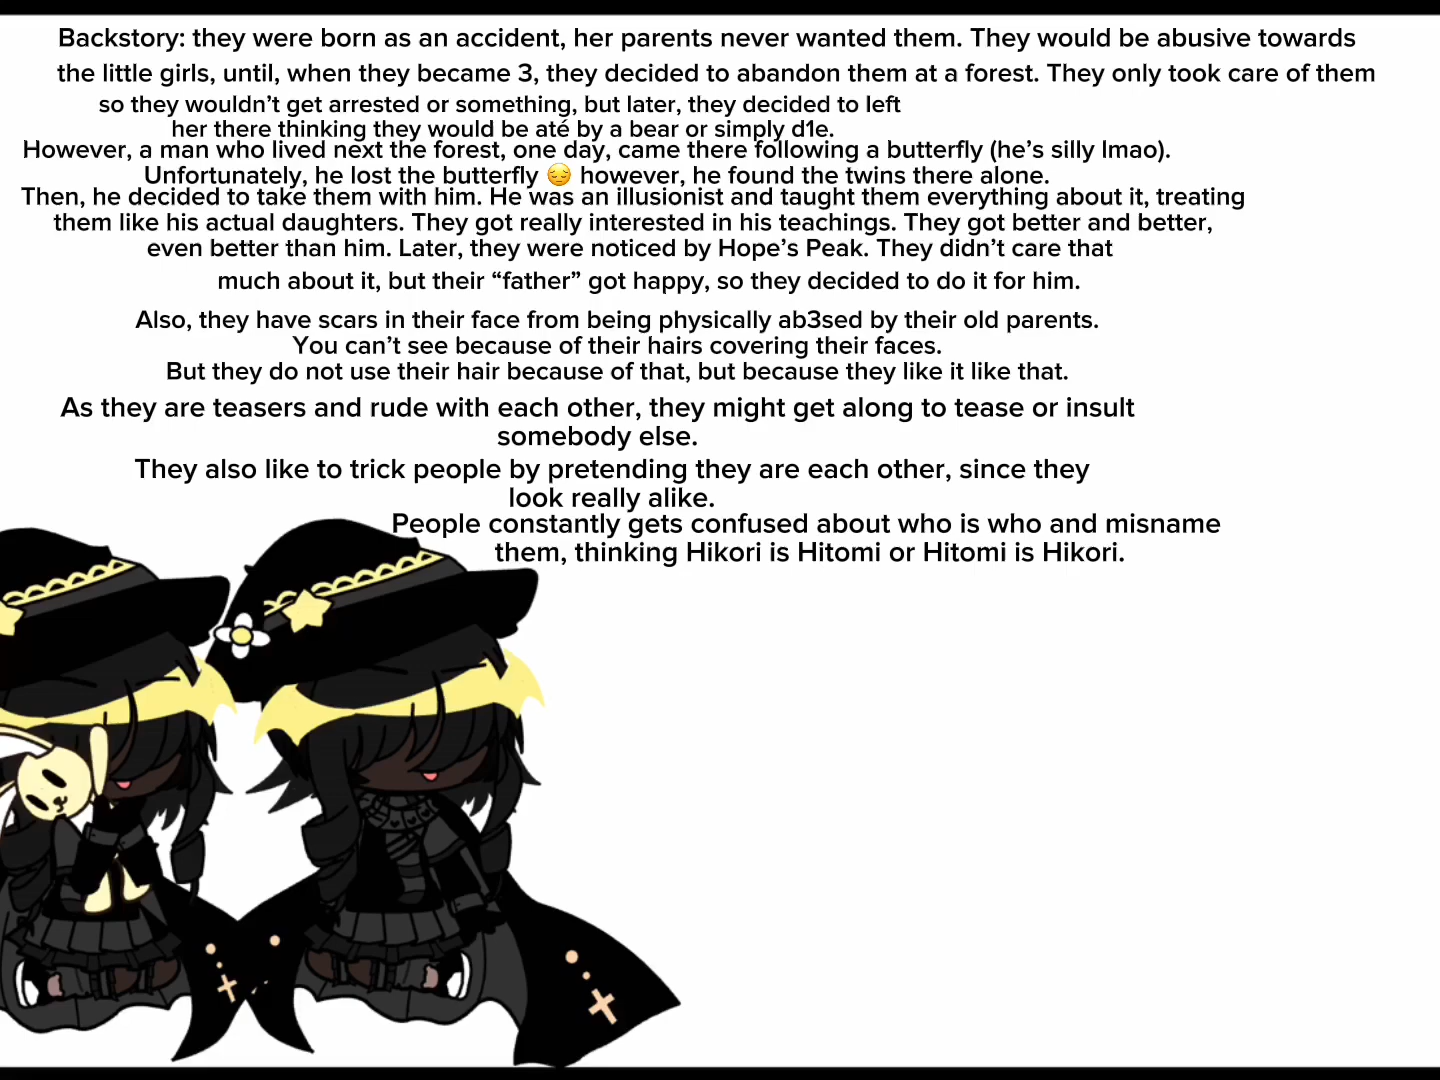 Backstory: they were born as an accident, her parents never wanted them. They would be abusive towards
the little girls, until, when they became 3, they decided to abandon them at a forest. They only took care of them
so they wouldn’t get arrested or something, but later, they decided to left
her there thinking they would be até by a bear or simply d1e.
However, a man who lived next the forest, one day, came there following a butterfly (he’s silly lmao).
Unfortunately, he lost the butterfly 😔 however, he found the twins there alone.
Then, he decided to take them with him. He was an illusionist and taught them everything about it, treating
them like his actual daughters. They got really interested in his teachings. They got better and better,
even better than him. Later, they were noticed by Hope’s Peak. They didn’t care that
much about it, but their “father” got happy, so they decided to do it for him.
Also, they have scars in their face from being physically ab3sed by their old parents.
You can’t see because of their hairs covering their faces.
But they do not use their hair because of that, but because they like it like that.
As they are teasers and rude with each other, they might get along to tease or insult
somebody else.
They also like to trick people by pretending they are each other, since they
look really alike.
People constantly gets confused about who is who and misname
them, thinking Hikori is Hitomi or Hitomi is Hikori.